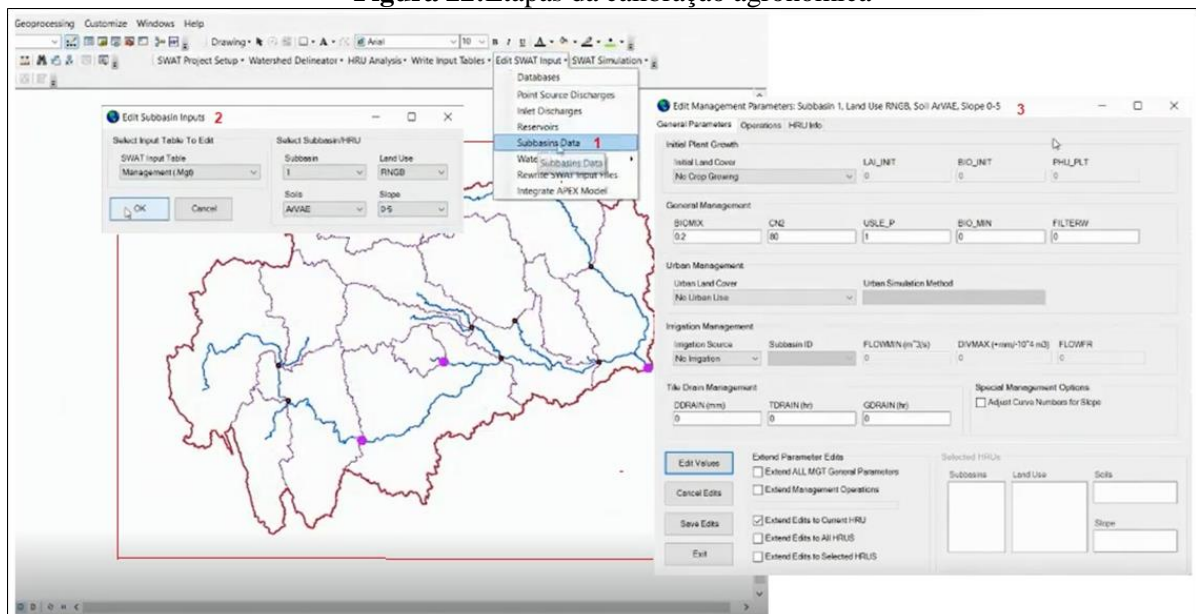 Geoprocessing Customize Windows Help
Drawing Arial 10 B I U A
SWAT Project Setup Watershed Delineator HRU Analysis Write Input Tables Edit SWAT Input SWAT Simulation
Databases
Point Source Discharges
Inlet Discharges
Reservoirs
Subbasins Data 1
Subbasins Data
Rewrite SWAT Input Files
Integrate APEX Model
Edit Subbasin Inputs 2
Select Input Table To Edit Select Subbasin/HRU
SWAT Input Table Subbasin Land Use
Management (.Mgt) 1 RNGB
Soils Slope
OK Cancel ArVAE 0-5
Edit Management Parameters: Subbasin 1, Land Use RNGB, Soil ArVAE, Slope 0-5 3
General Parameters Operations HRU Info
Initial Plant Growth
Initial Land Cover LAI_INIT BIO_INIT PHU_PLT
No Crop Growing 0 0 0
General Management
BIOMIX CN2 USLE_P BIO_MIN FILTERW
0.2 80 1 0 0
Urban Management
Urban Land Cover Urban Simulation Method
No Urban Use
Irrigation Management
Irrigation Source Subbasin ID FLOWMIN (m^3/s) DIVMAX (+mm/-10^4 m3) FLOWFR
No Irrigation 0 0 0
Tile Drain Management Special Management Options
DDRAIN (mm) TDRAIN (hr) GDRAIN (hr) Adjust Curve Numbers for Slope
0 0 0
Edit Values Extend Parameter Edits Selected HRUs
Extend ALL MGT General Parameters Subbasins Land Use Soils
Cancel Edits Extend Management Operations
Save Edits Extend Edits to Current HRU Slope
Extend Edits to All HRUS
Exit Extend Edits to Selected HRUS